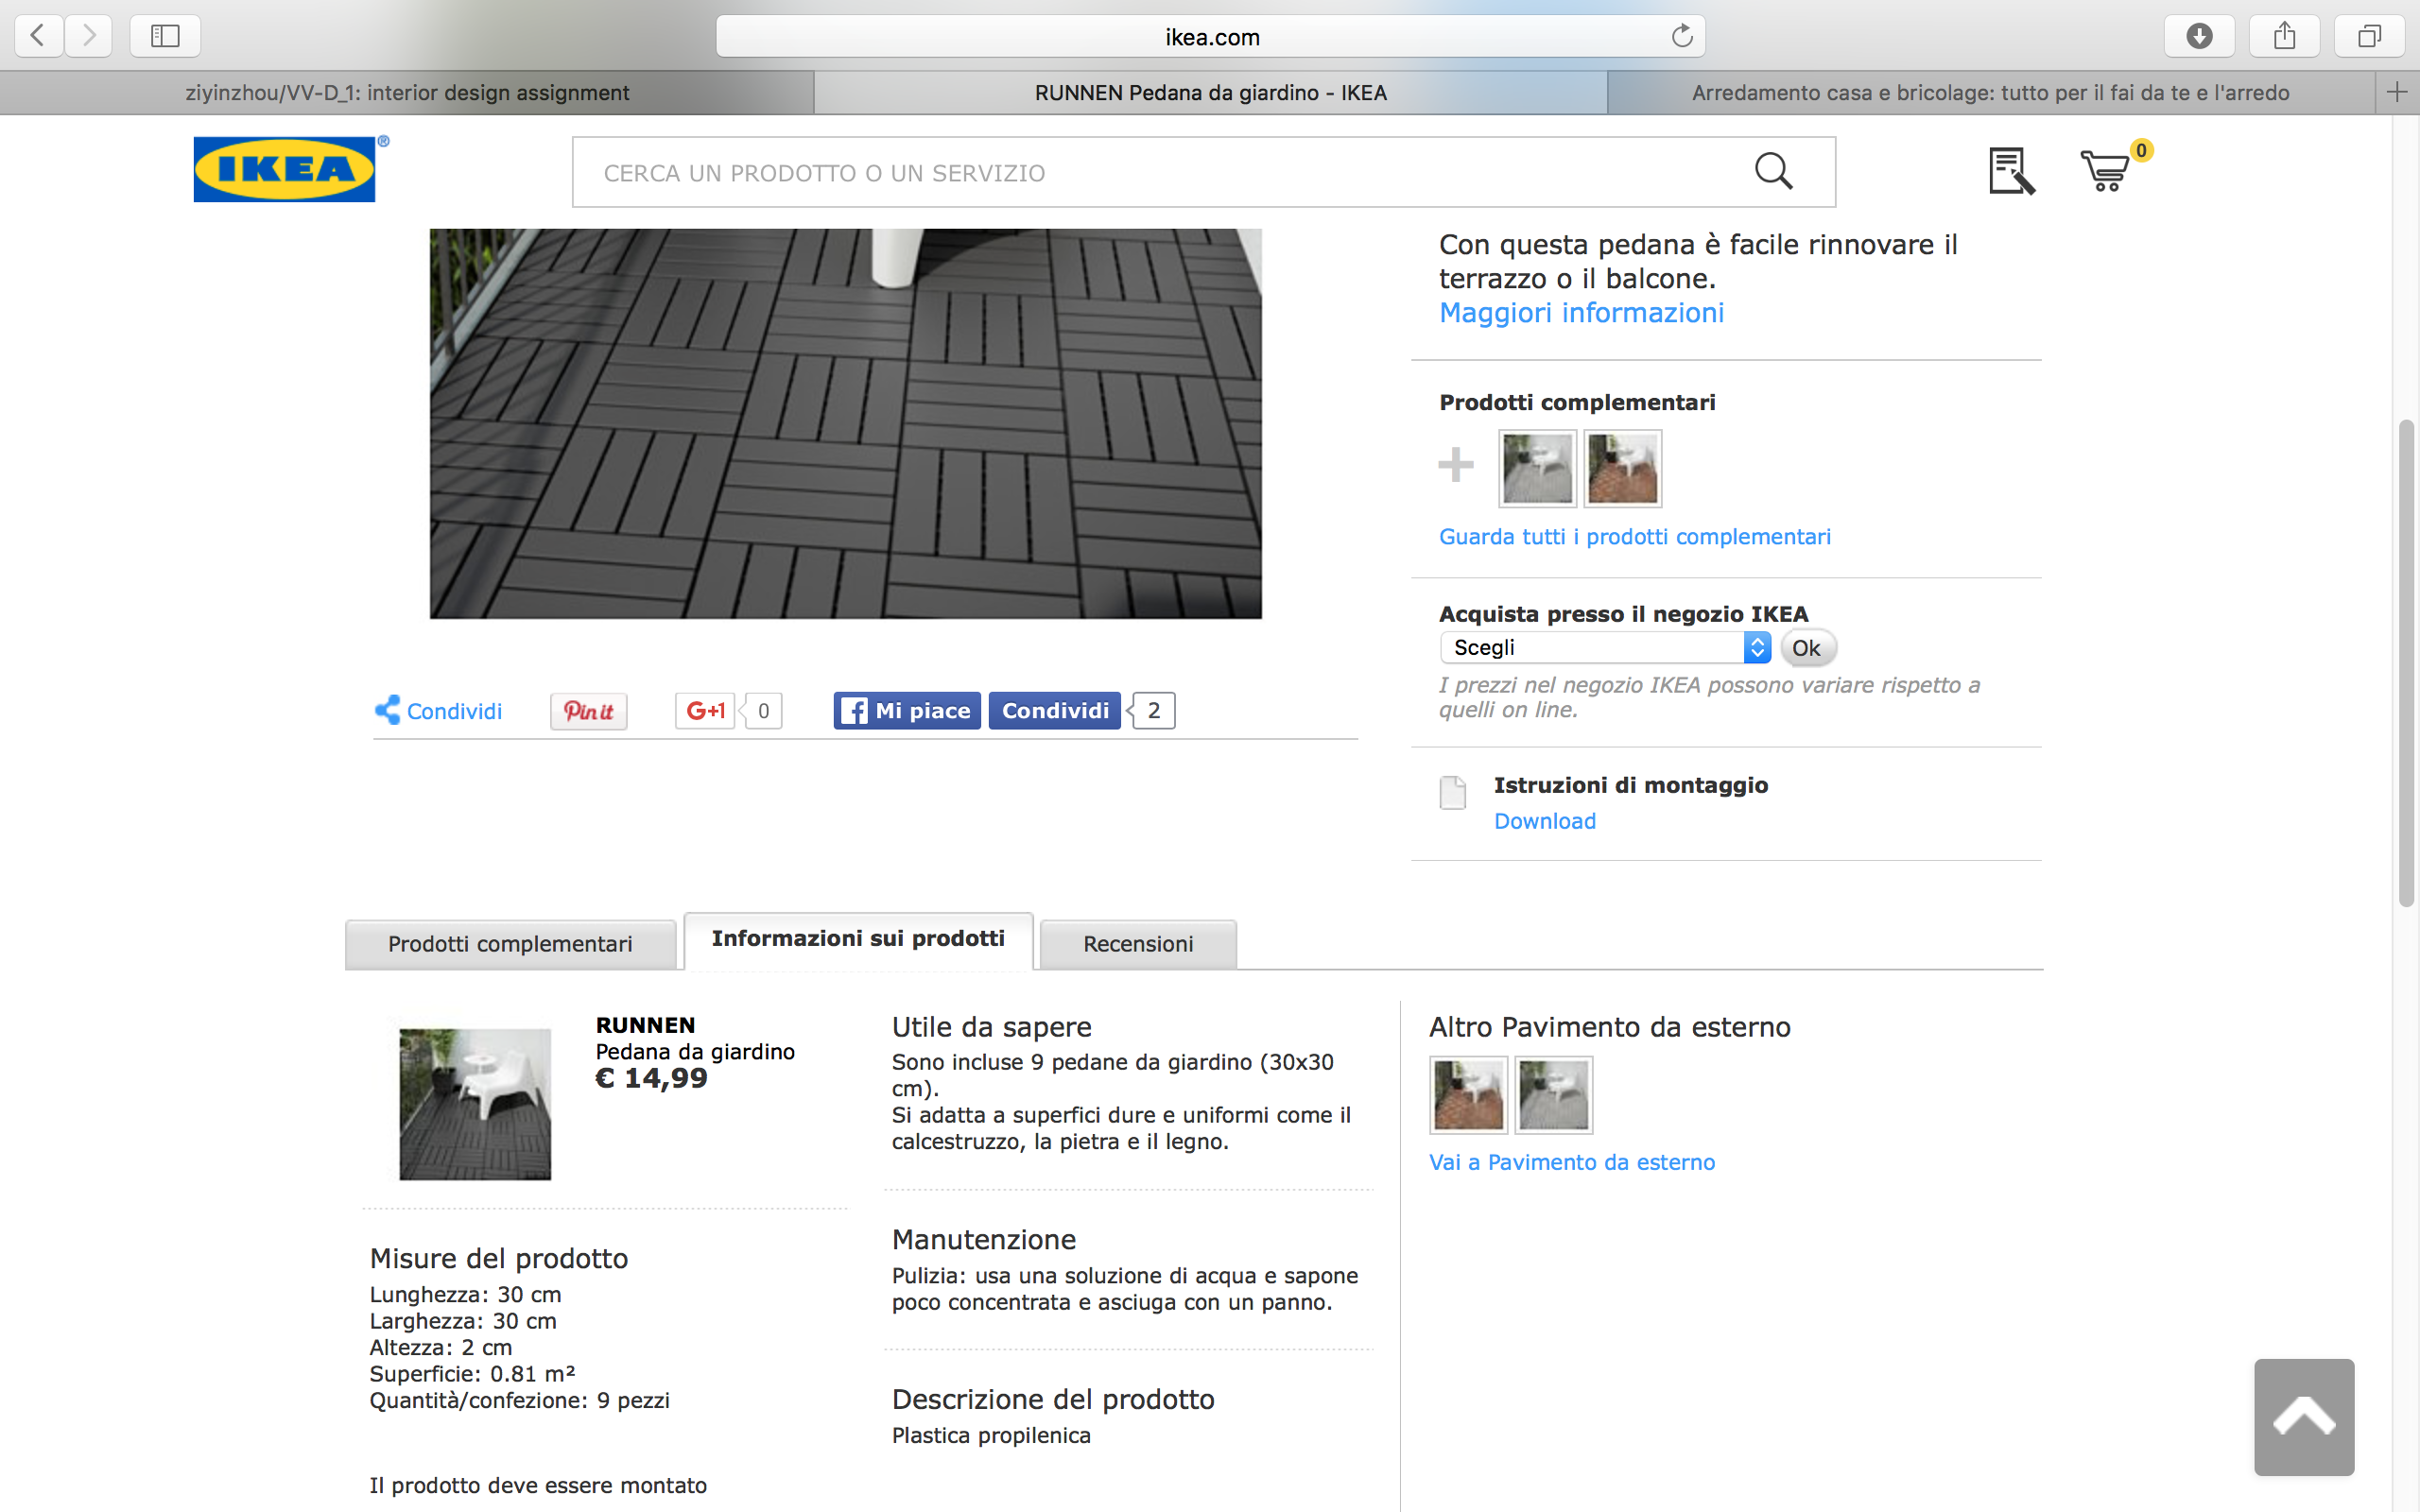 ikea.com
ziyinzhou/VV-D_1: interior design assignment
RUNNEN Pedana da giardino - IKEA
Arredamento casa e bricolage: tutto per il fai da te e l'arredo
IKEA ®
CERCA UN PRODOTTO O UN SERVIZIO
0
Con questa pedana è facile rinnovare il
terrazzo o il balcone.
Maggiori informazioni
Prodotti complementari
Guarda tutti i prodotti complementari
Acquista presso il negozio IKEA
Scegli
Ok
I prezzi nel negozio IKEA possono variare rispetto a
quelli on line.
Condividi
Pin it
G+1
0
Mi piace
Condividi
2
Istruzioni di montaggio
Download
Prodotti complementari
Informazioni sui prodotti
Recensioni
RUNNEN
Pedana da giardino
€ 14,99
Misure del prodotto
Lunghezza: 30 cm
Larghezza: 30 cm
Altezza: 2 cm
Superficie: 0.81 m²
Quantità/confezione: 9 pezzi
Il prodotto deve essere montato
Utile da sapere
Sono incluse 9 pedane da giardino (30x30
cm).
Si adatta a superfici dure e uniformi come il
calcestruzzo, la pietra e il legno.
Manutenzione
Pulizia: usa una soluzione di acqua e sapone
poco concentrata e asciuga con un panno.
Descrizione del prodotto
Plastica propilenica
Altro Pavimento da esterno
Vai a Pavimento da esterno